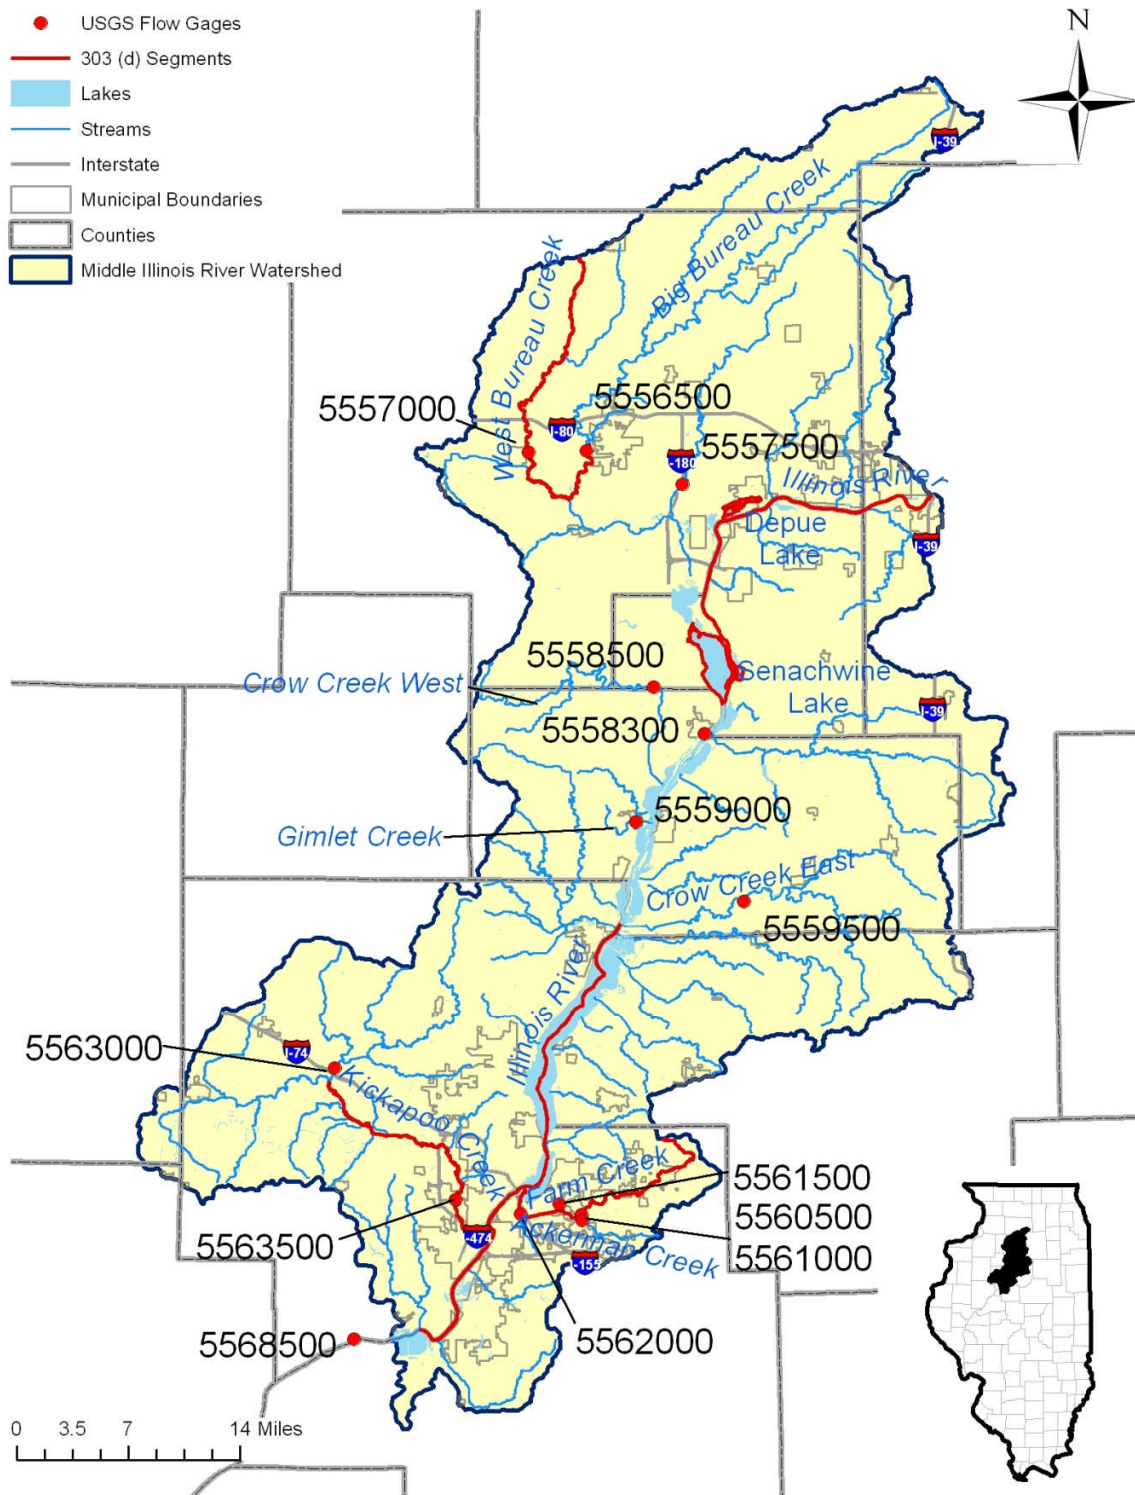 USGS Flow Gages
303 (d) Segments
Lakes
Streams
Interstate
Municipal Boundaries
Counties
Middle Illinois River Watershed
N
I-39
Big Bureau Creek
West Bureau Creek
5557000
5556500
I-80
5557500
-180
Illinois River
Depue
Lake
I-39
5558500
Crow Creek West
Senachwine
Lake
I-39
5558300
5559000
Gimlet Creek
Crow Creek East
5559500
Illinois River
5563000
I-74
Kickapoo Creek
Farm Creek
5561500
5560500
5561000
Ackerman Creek
5563500
I-474
-155
5562000
5568500
0 3.5 7 14 Miles